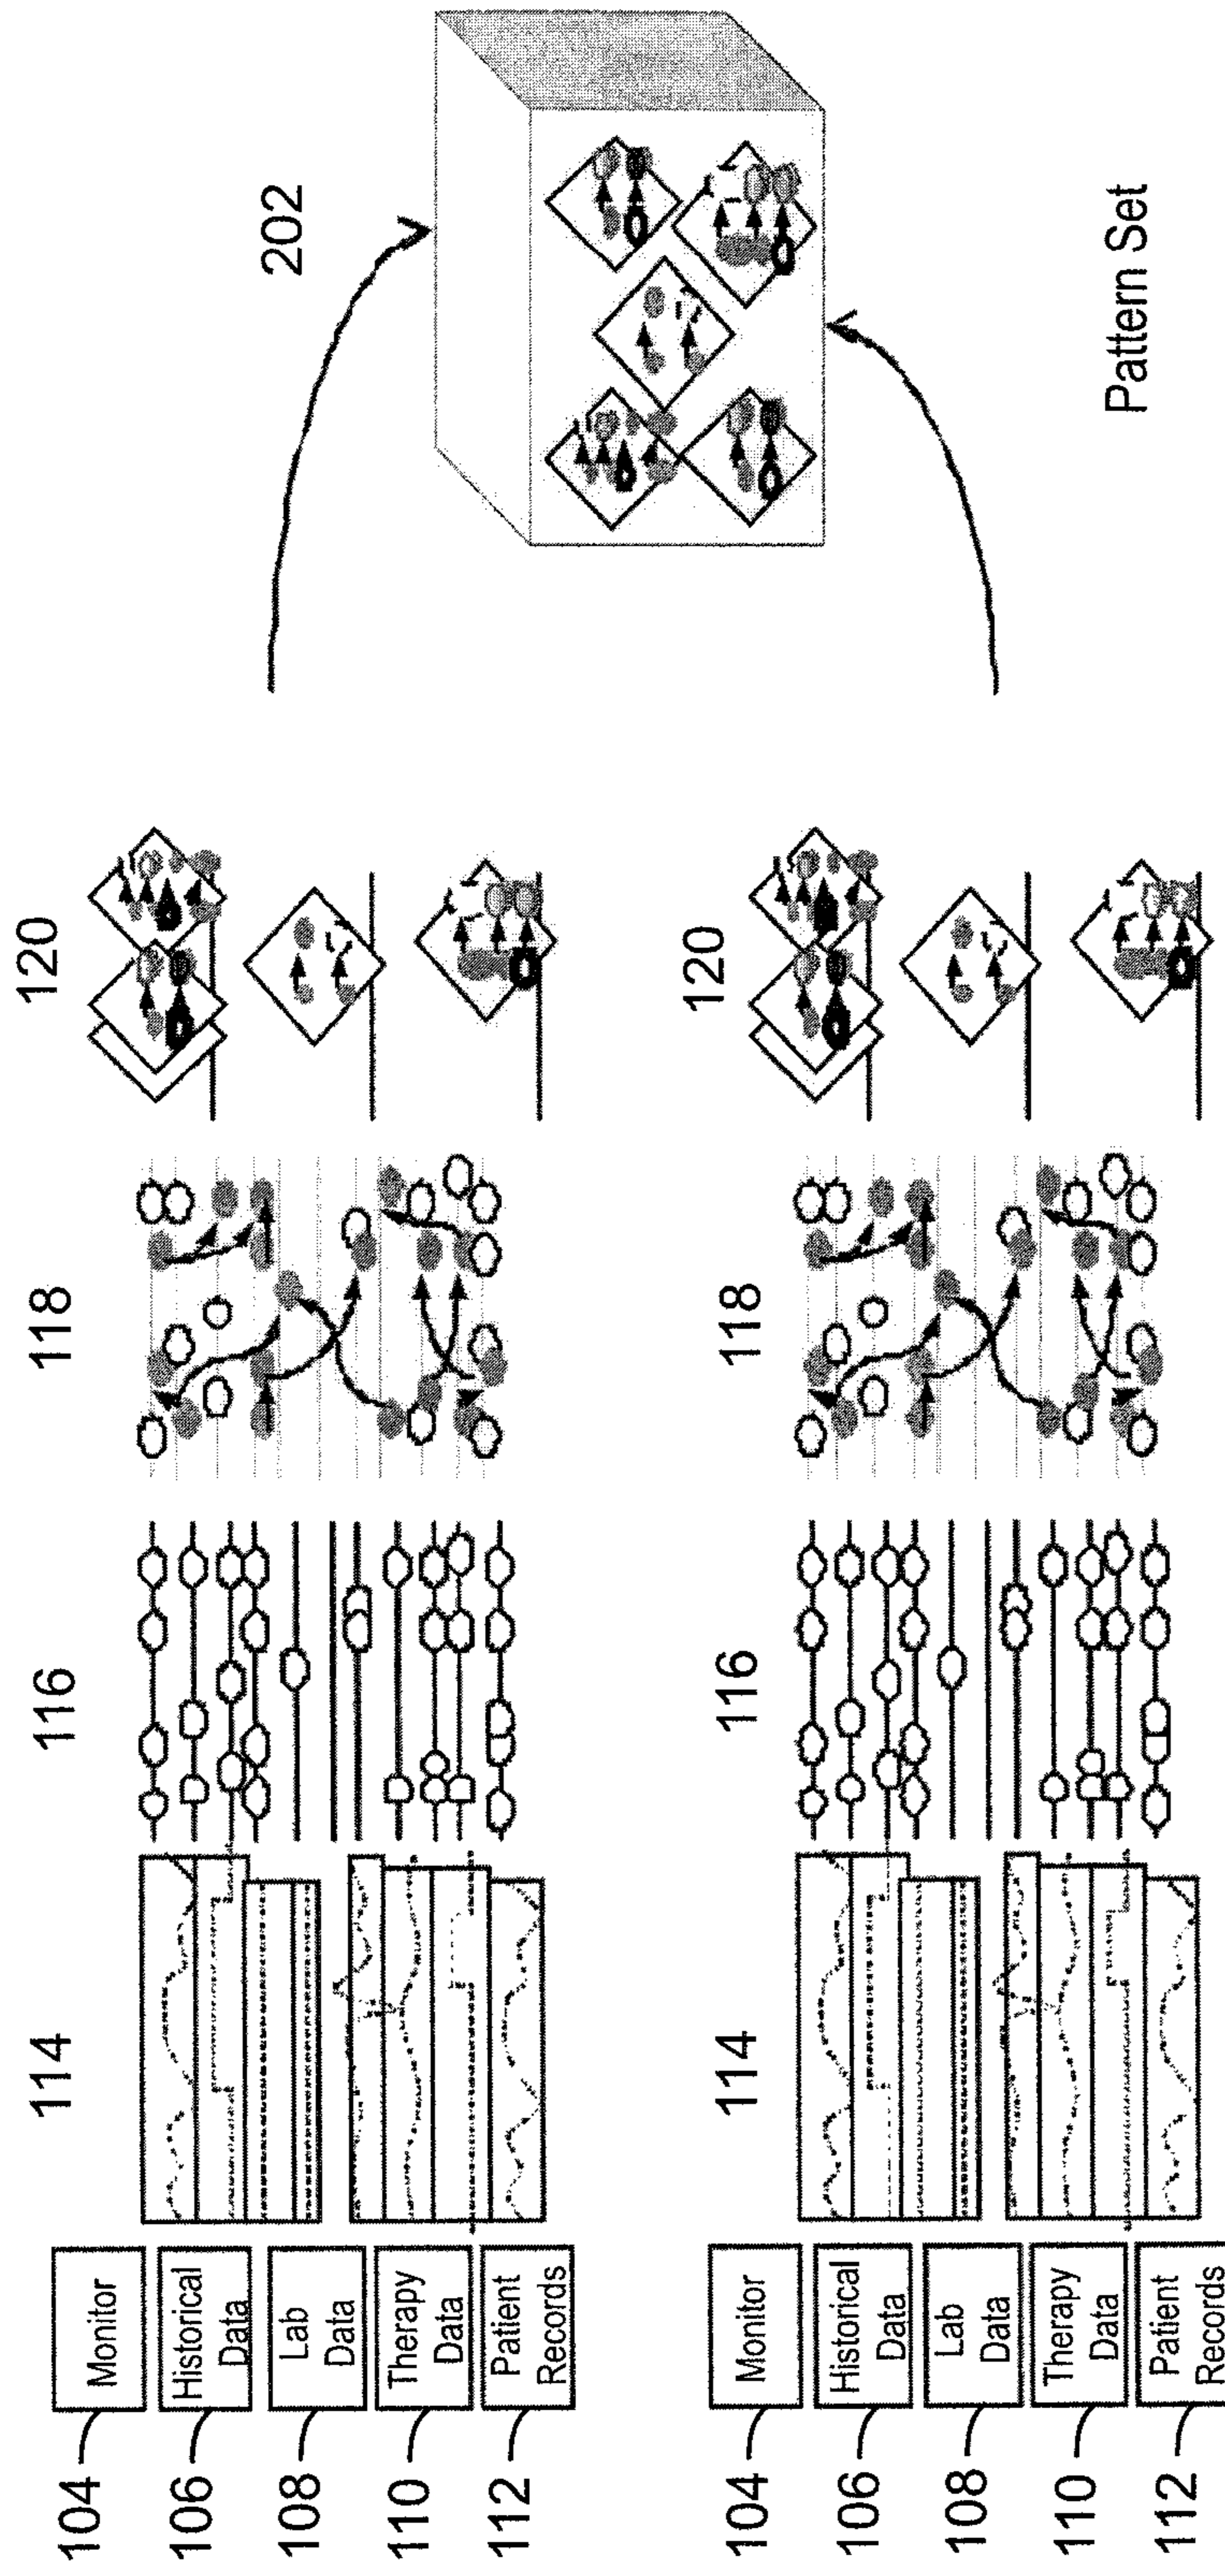 114
116
118
120
202
104
Monitor
106
Historical
Data
108
Lab
Data
110
Therapy
Data
112
Patient
Records
114
116
118
120
104
Monitor
106
Historical
Data
108
Lab
Data
110
Therapy
Data
112
Patient
Records
Pattern Set